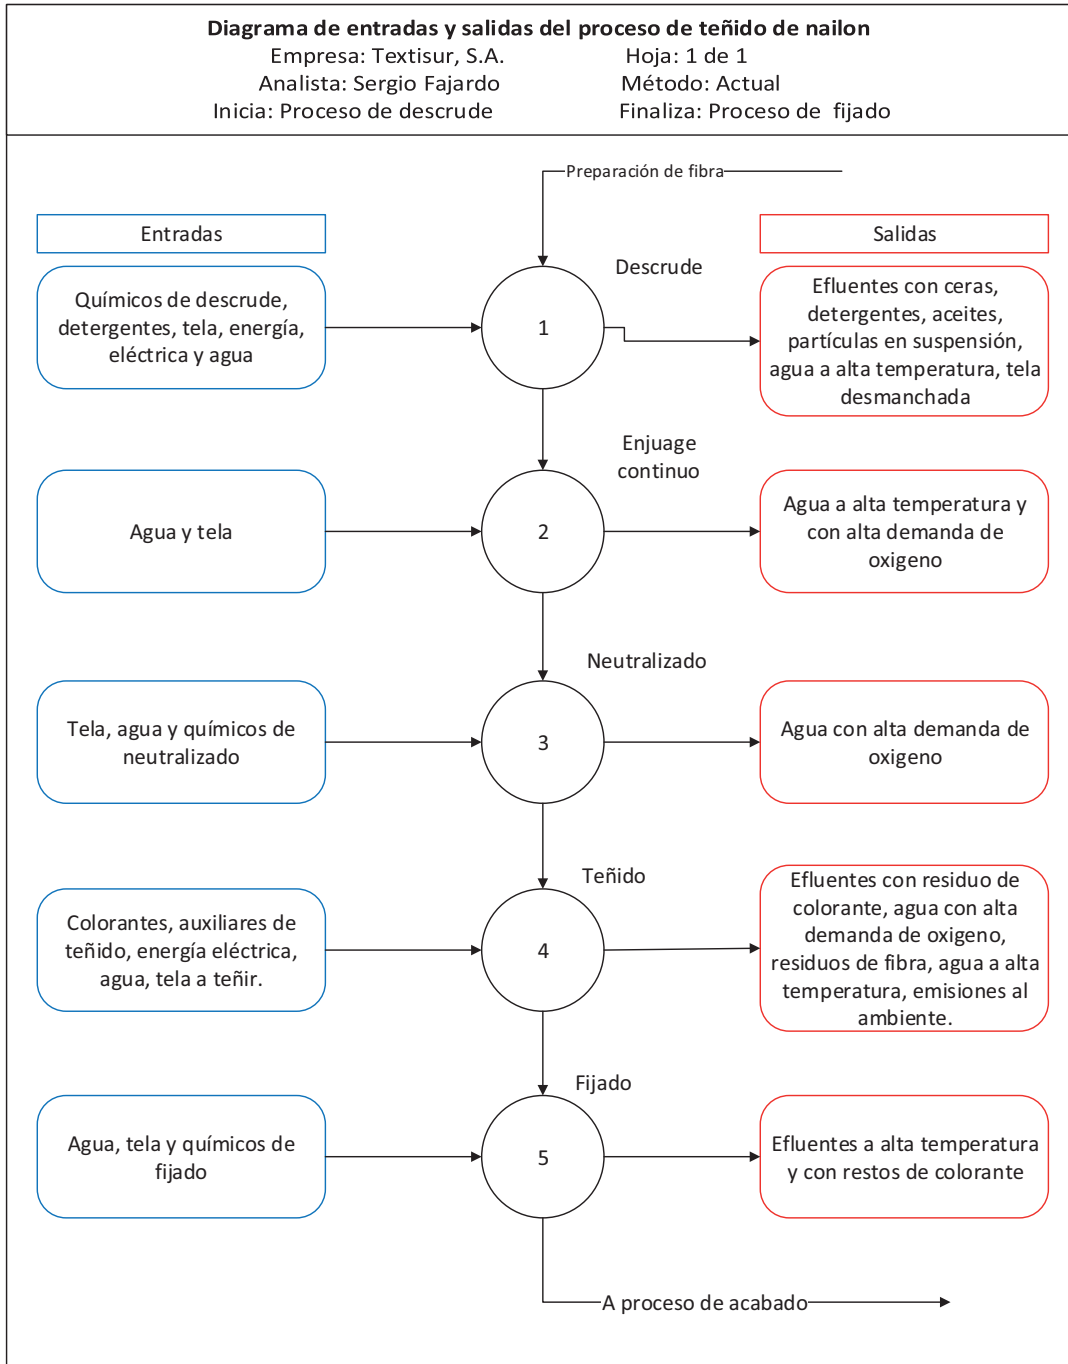 Diagrama de entradas y salidas del proceso de teñido de nailon
Empresa: Textisur, S.A. Hoja: 1 de 1
Analista: Sergio Fajardo Método: Actual
Inicia: Proceso de descrude Finaliza: Proceso de fijado
Preparación de fibra
Entradas
Salidas
Descrude
Químicos de descrude,
detergentes, tela, energía,
eléctrica y agua
1
Efluentes con ceras,
detergentes, aceites,
partículas en suspensión,
agua a alta temperatura, tela
desmanchada
Enjuage
continuo
Agua y tela
2
Agua a alta temperatura y
con alta demanda de
oxigeno
Neutralizado
Tela, agua y químicos de
neutralizado
3
Agua con alta demanda de
oxigeno
Teñido
Colorantes, auxiliares de
teñido, energía eléctrica,
agua, tela a teñir.
4
Efluentes con residuo de
colorante, agua con alta
demanda de oxigeno,
residuos de fibra, agua a alta
temperatura, emisiones al
ambiente.
Fijado
Agua, tela y químicos de
fijado
5
Efluentes a alta temperatura
y con restos de colorante
A proceso de acabado